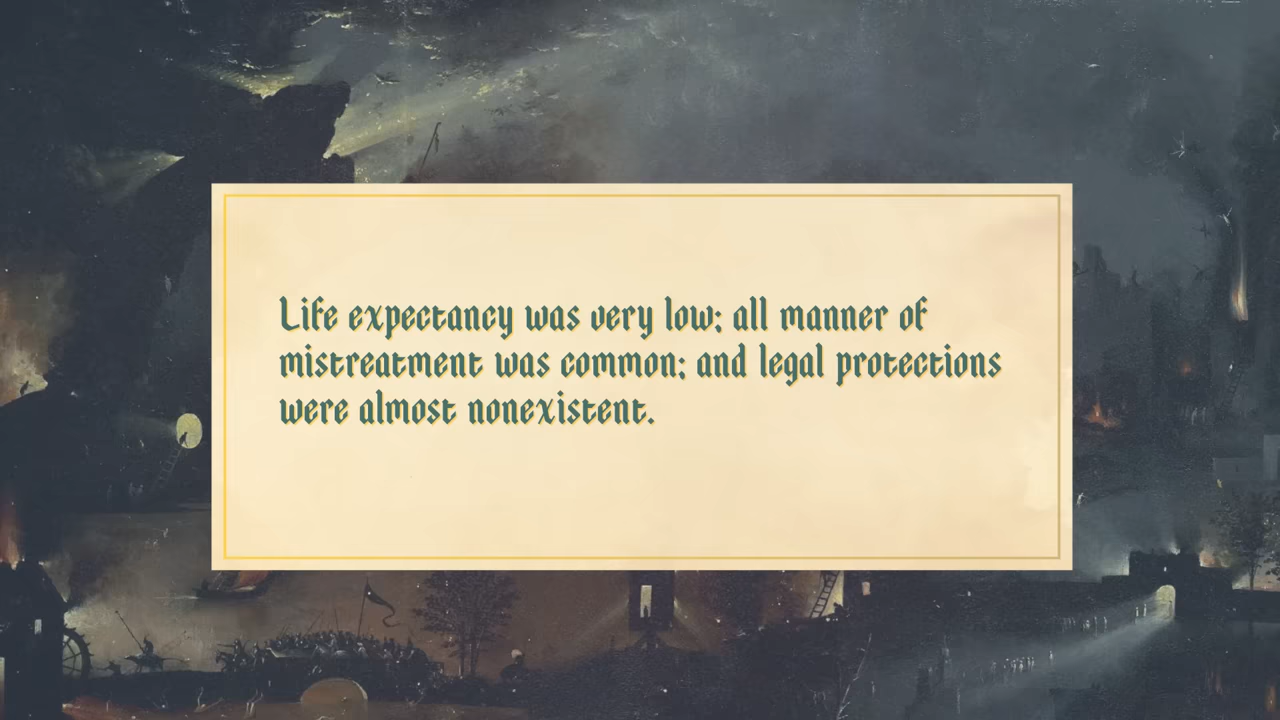 Life expectancy was very low; all manner of
mistreatment was common; and legal protections
were almost nonexistent.